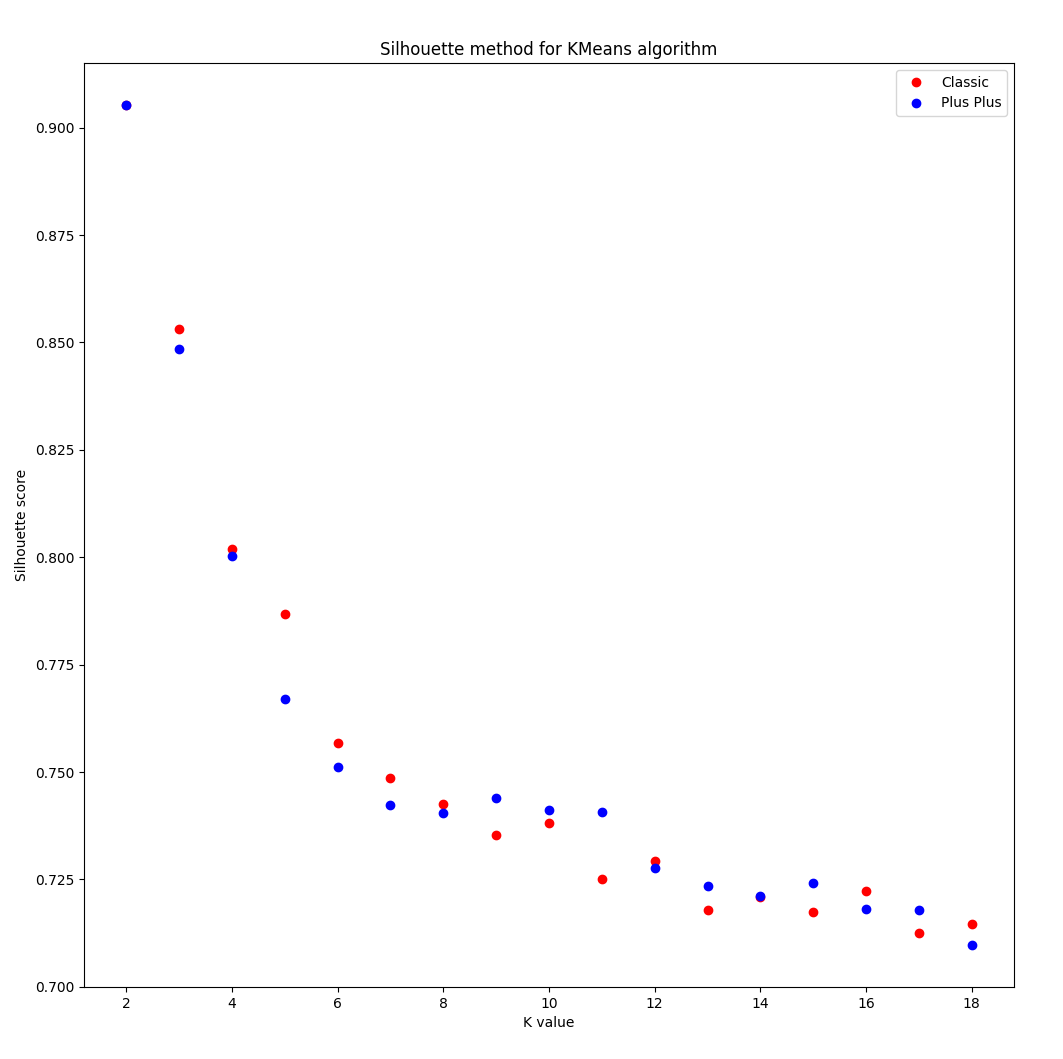 Silhouette method for KMeans algorithm
Classic
Plus Plus
0.900
0.875
0.850
0.825
0.800
0.775
0.750
0.725
0.700
Silhouette score
2 4 6 8 10 12 14 16 18
K value